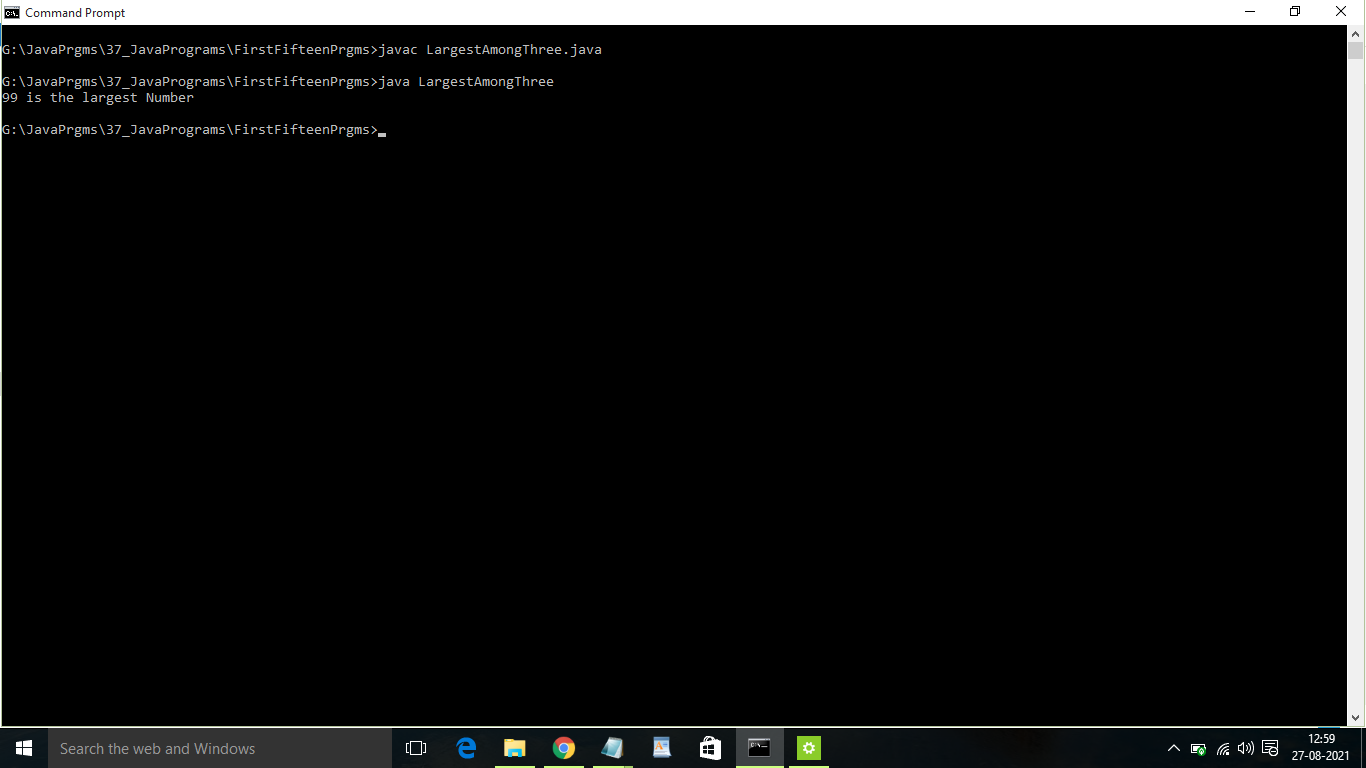 Command Prompt
G:\JavaPrgms\37_JavaPrograms\FirstFifteenPrgms>javac LargestAmongThree.java
G:\JavaPrgms\37_JavaPrograms\FirstFifteenPrgms>java LargestAmongThree
99 is the largest Number
G:\JavaPrgms\37_JavaPrograms\FirstFifteenPrgms>
Search the web and Windows
12:59
27-08-2021